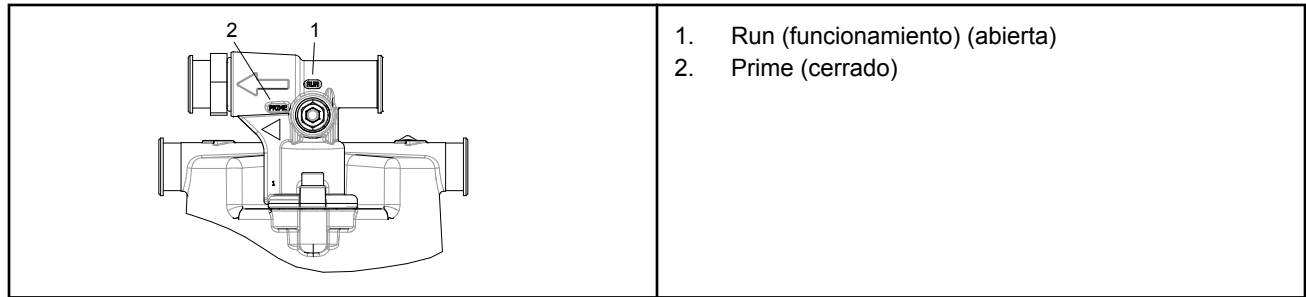 2 1
RUN
PRIME
1
1. Run (funcionamiento) (abierta)
2. Prime (cerrado)